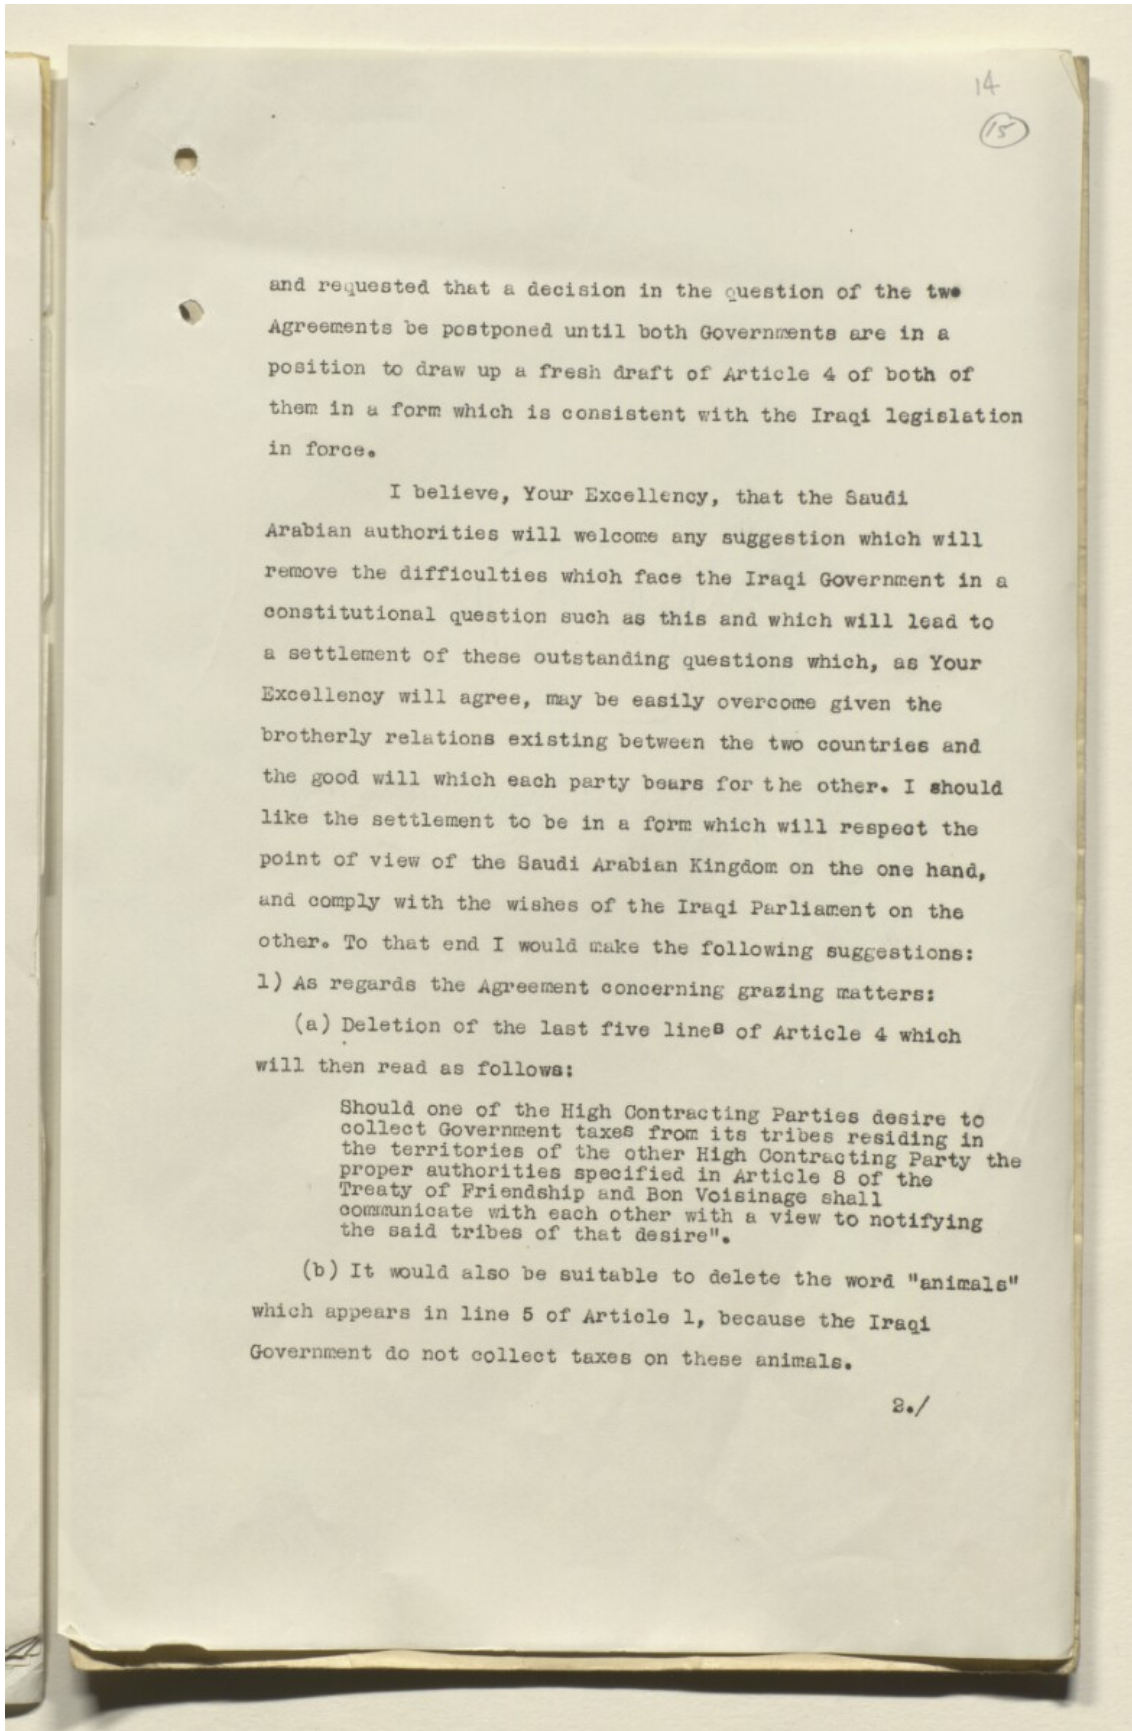 14
15
and requested that a decision in the question of the two
Agreements be postponed until both Governments are in a
position to draw up a fresh draft of Article 4 of both of
them in a form which is consistent with the Iraqi legislation
in force.
I believe, Your Excellency, that the Saudi
Arabian authorities will welcome any suggestion which will
remove the difficulties which face the Iraqi Government in a
constitutional question such as this and which will lead to
a settlement of these outstanding questions which, as Your
Excellency will agree, may be easily overcome given the
brotherly relations existing between the two countries and
the good will which each party bears for the other. I should
like the settlement to be in a form which will respect the
point of view of the Saudi Arabian Kingdom on the one hand,
and comply with the wishes of the Iraqi Parliament on the
other. To that end I would make the following suggestions:
1) As regards the Agreement concerning grazing matters:
(a) Deletion of the last five lines of Article 4 which
will then read as follows:
Should one of the High Contracting Parties desire to
collect Government taxes from its tribes residing in
the territories of the other High Contracting Party the
proper authorities specified in Article 8 of the
Treaty of Friendship and Bon Voisinage shall
communicate with each other with a view to notifying
the said tribes of that desire".
(b) It would also be suitable to delete the word "animals"
which appears in line 5 of Article 1, because the Iraqi
Government do not collect taxes on these animals.
2./